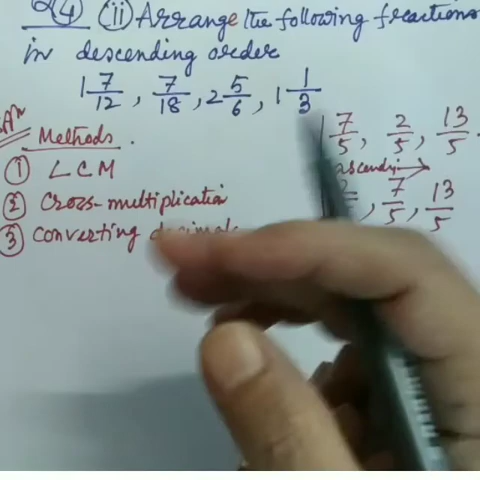 Q④ (ii) Arrange the following fractions
in descending order
1 7/12, 7/18, 2 5/6, 1 1/3
Methods.
① LCM
② Cross-multiplication
③ Converting
7/5, 2/5, 13/5
ascendi
7/5, 13/5